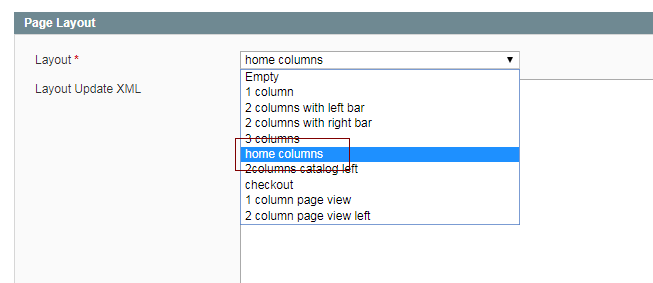 Page Layout
Layout *
home columns
Layout Update XML
Empty
1 column
2 columns with left bar
2 columns with right bar
3 columns
home columns
2columns catalog left
checkout
1 column page view
2 column page view left